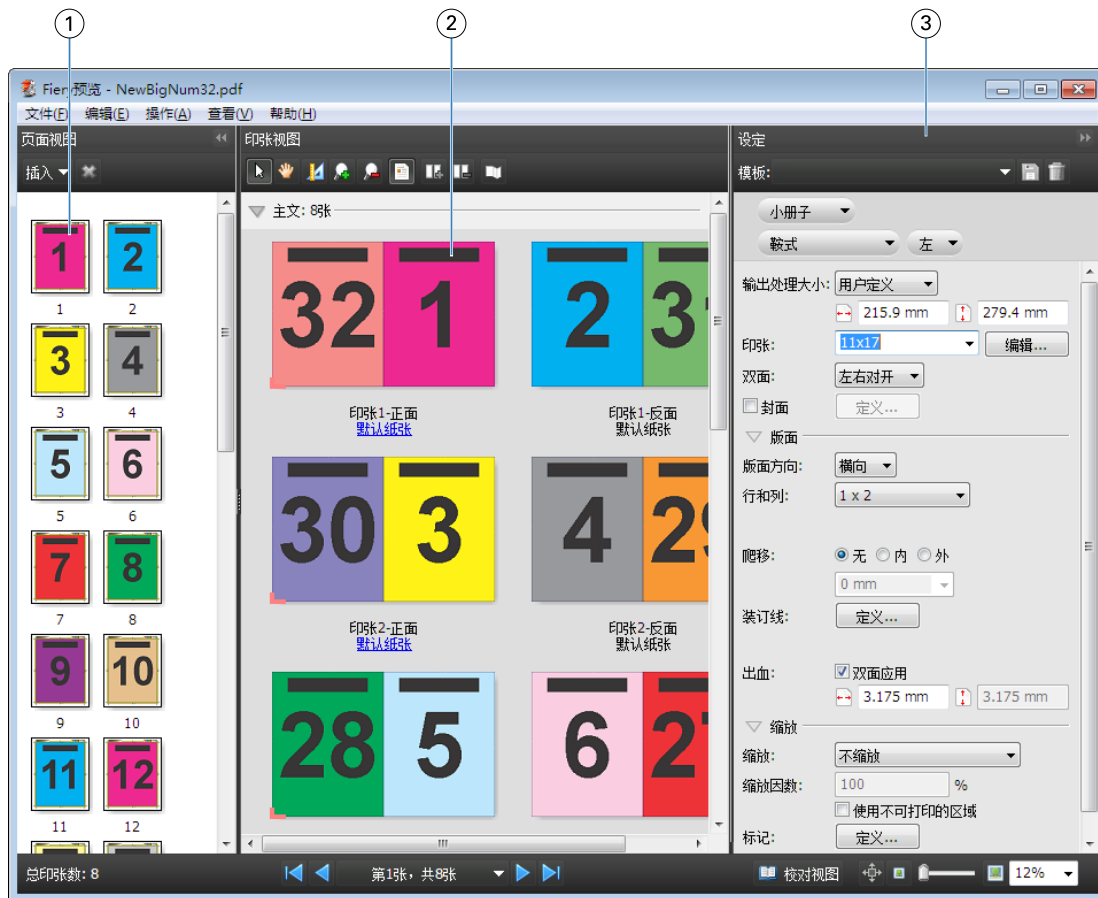 1 2 3
Fiery预览 - NewBigNum32.pdf
文件(F) 编辑(E) 操作(A) 查看(V) 帮助(H)
页面视图
插入
1 2
1 2
3 4
3 4
5 6
5 6
7 8
7 8
9 10
9 10
11 12
11 12
印张视图
主文: 8张
32 1 2 31
印张1-正面 印张1-反面
默认纸张 默认纸张
30 3 4 29
印张2-正面 印张2-反面
默认纸张 默认纸张
28 5 6 27
设定
模板:
小册子
鞍式 左
输出处理大小: 用户定义
215.9 mm 279.4 mm
印张: 11x17 编辑...
双面: 左右对开
封面 定义...
版面
版面方向: 横向
行和列: 1 x 2
爬移: 无 内 外
0 mm
装订线: 定义...
出血: 双面应用
3.175 mm 3.175 mm
缩放
缩放: 不缩放
缩放因数: 100 %
使用不可打印的区域
标记: 定义...
总印张数: 8
第1张，共8张
校对视图
12%